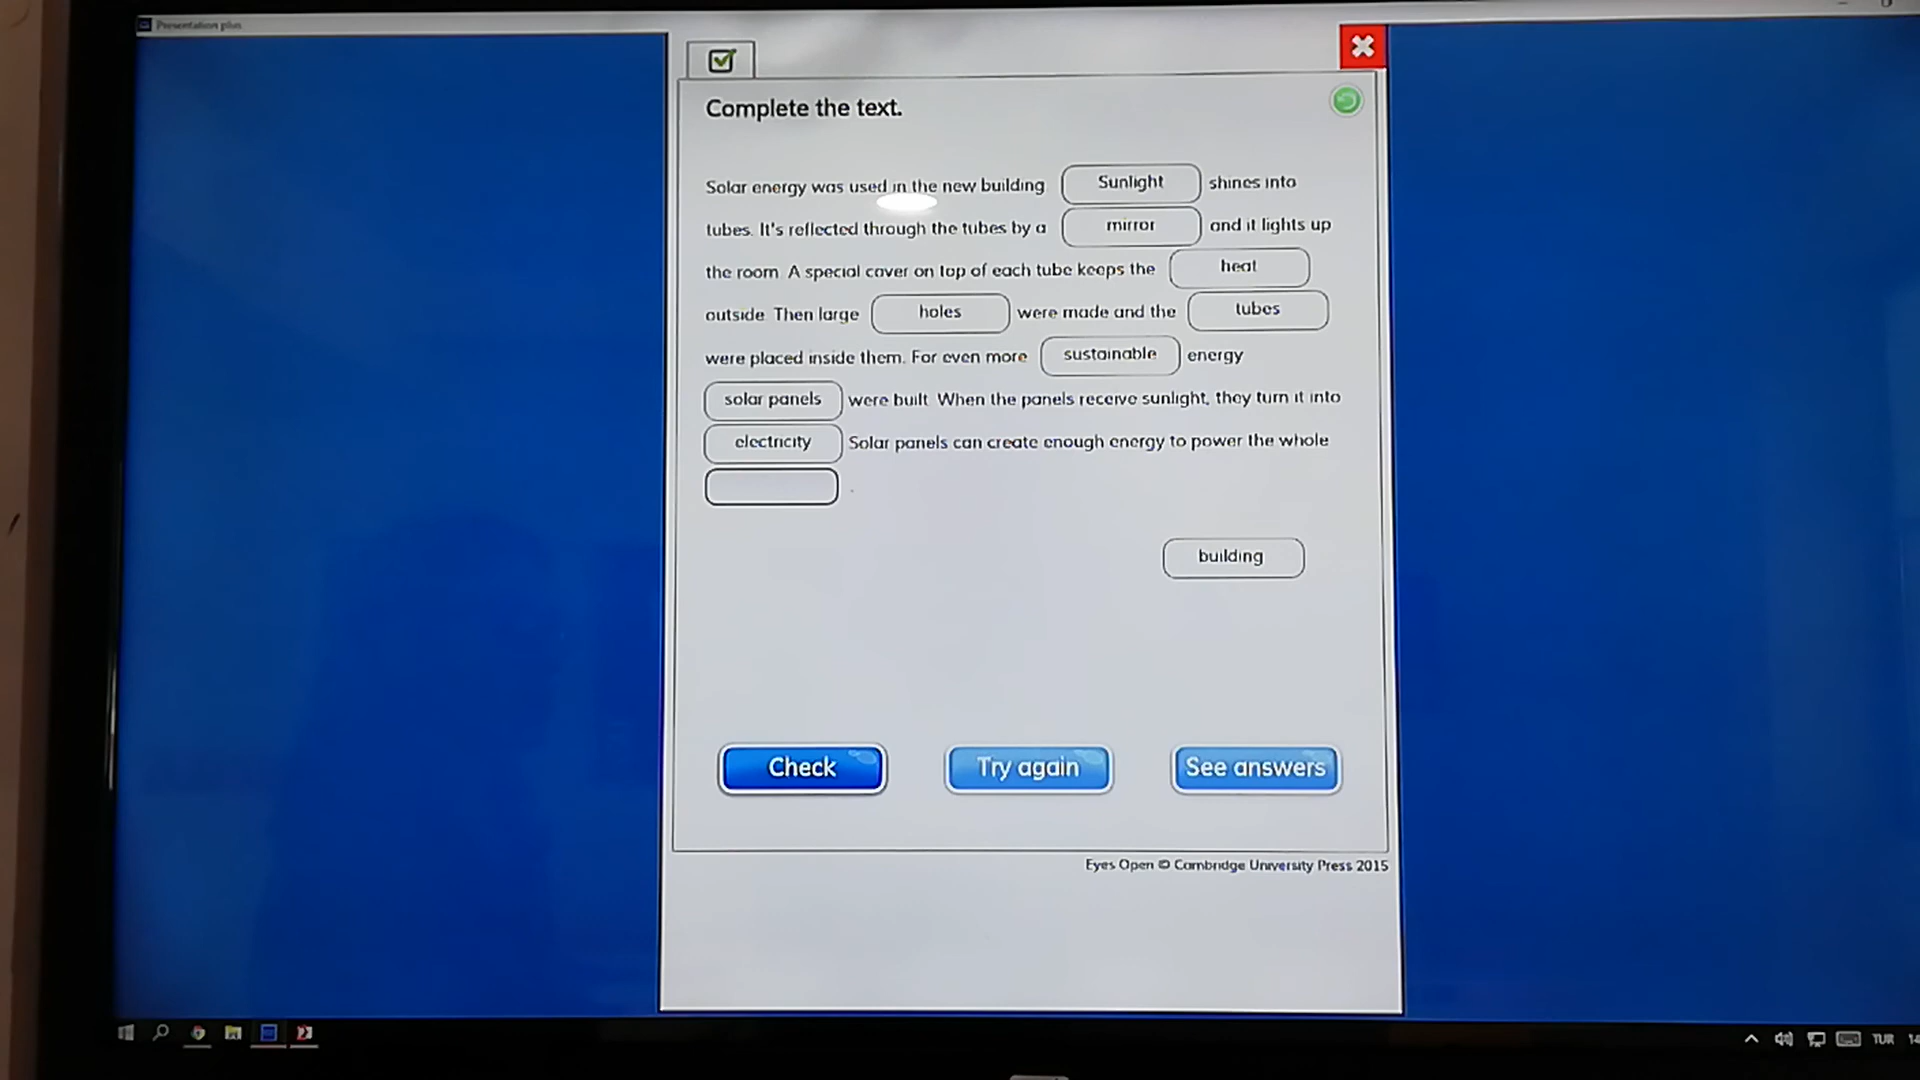 Presentation plus
Complete the text.
Solar energy was used in the new building Sunlight shines into
tubes. It's reflected through the tubes by a mirror and it lights up
the room. A special cover on top of each tube keeps the heat
outside. Then large holes were made and the tubes
were placed inside them. For even more sustainable energy
solar panels were built. When the panels receive sunlight, they turn it into
electricity Solar panels can create enough energy to power the whole
.
building
Check Try again See answers
Eyes Open © Cambridge University Press 2015
TUR